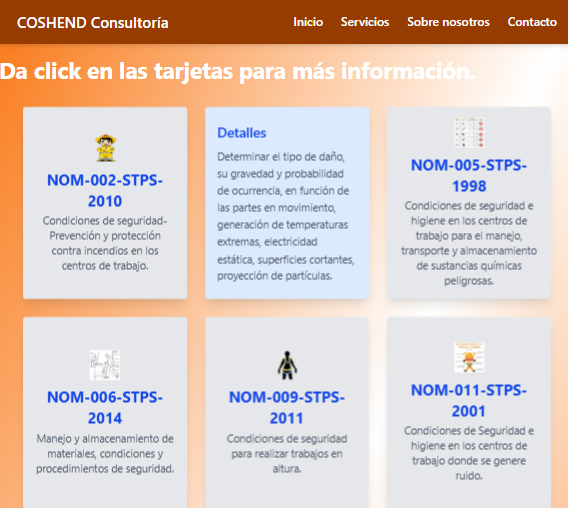 COSHEND Consultoría
Inicio Servicios Sobre nosotros Contacto
Da click en las tarjetas para más información.
NOM-002-STPS-
2010
Condiciones de seguridad-
Prevención y protección
contra incendios en los
centros de trabajo.
Detalles
Determinar el tipo de daño,
su gravedad y probabilidad
de ocurrencia, en función de
las partes en movimiento,
generación de temperaturas
extremas, electricidad
estática, superficies cortantes,
proyección de partículas.
NOM-005-STPS-
1998
Condiciones de seguridad e
higiene en los centros de
trabajo para el manejo,
transporte y almacenamiento
de sustancias químicas
peligrosas.
NOM-006-STPS-
2014
Manejo y almacenamiento de
materiales, condiciones y
procedimientos de seguridad.
NOM-009-STPS-
2011
Condiciones de seguridad
para realizar trabajos en
altura.
NOM-011-STPS-
2001
Condiciones de Seguridad e
higiene en los centros de
trabajo donde se genere
ruido.